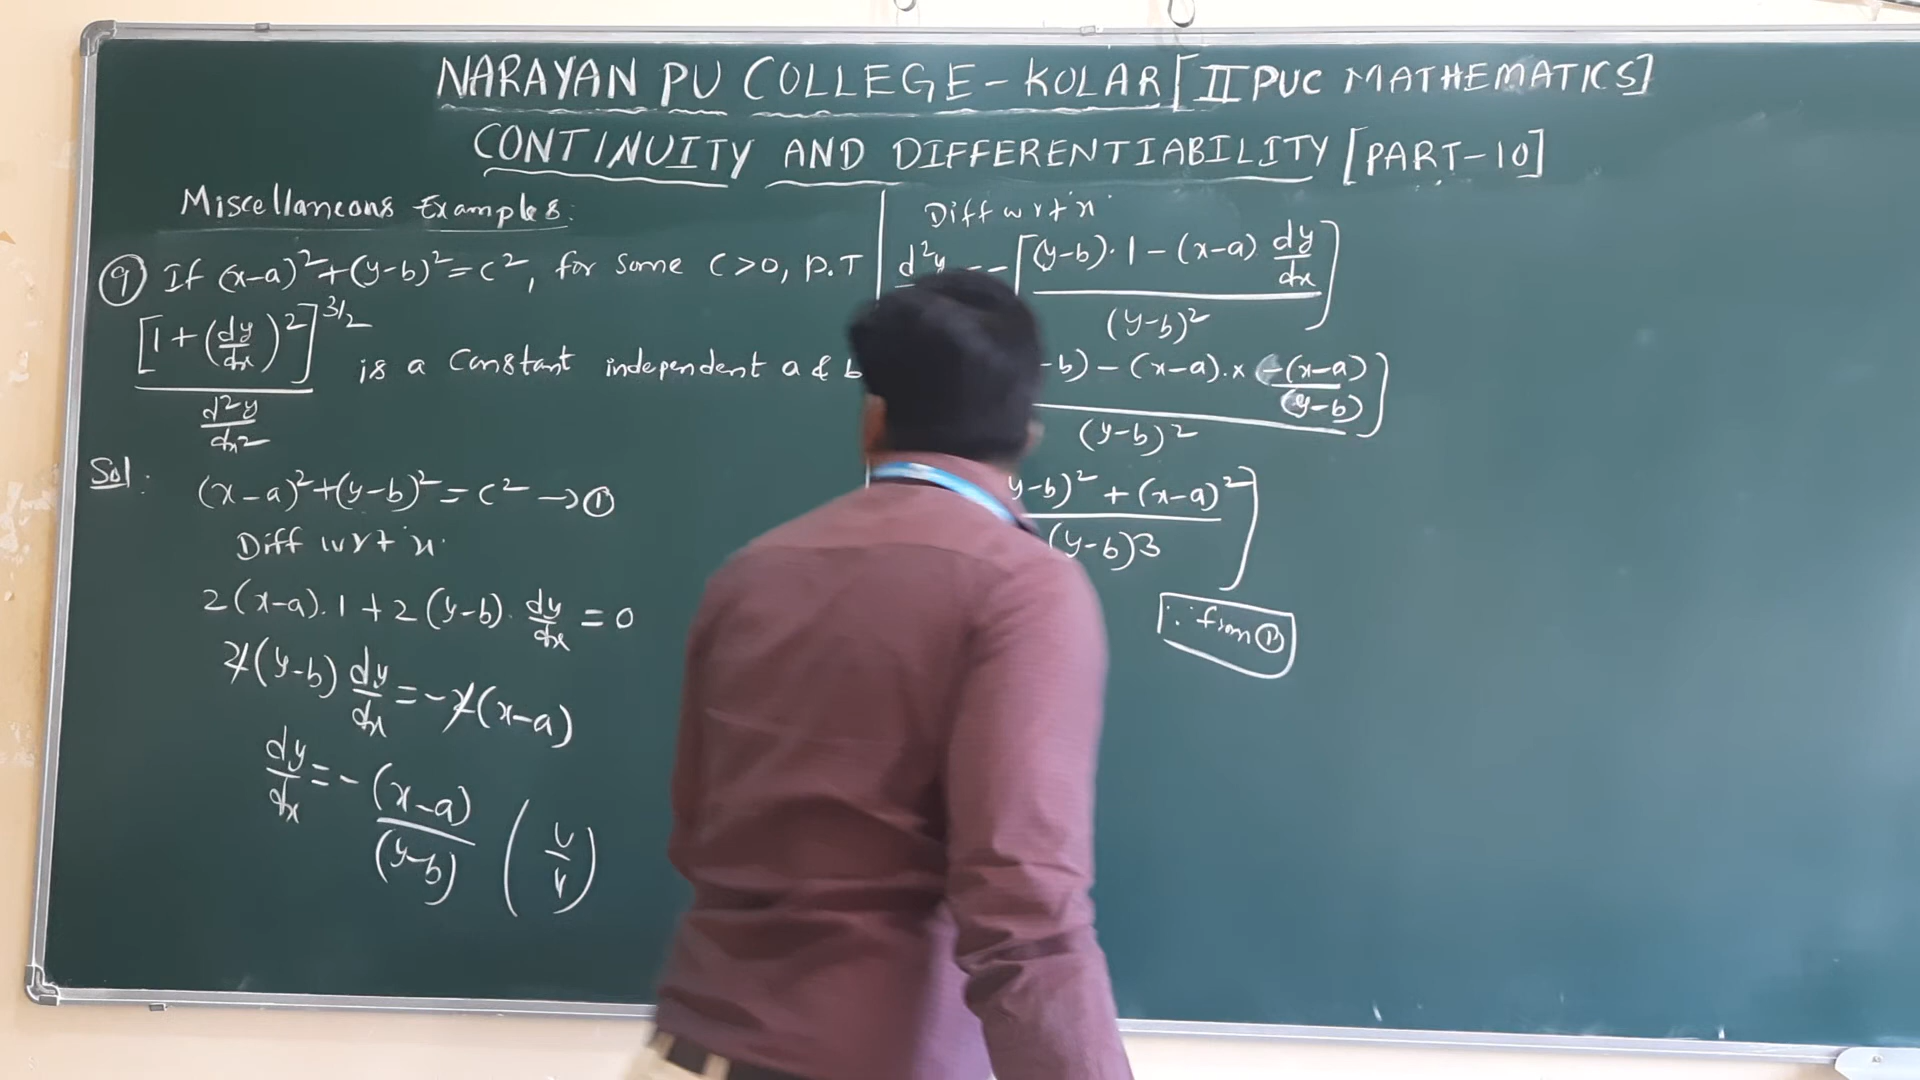 NARAYAN PU COLLEGE - KOLAR [II PUC MATHEMATICS]
CONTINUITY AND DIFFERENTIABILITY [PART-10]
Miscellaneous Examples:
9 If (x-a)²+(y-b)²=c², for some C>0, P.T
[1+(dy/dx)²]^3/2 / d²y/dx² is a Constant independent a & b
Sol:
(x-a)²+(y-b)²=c² → ①
Diff w r t x.
2(x-a).1+2(y-b).dy/dx=0
2(y-b) dy/dx=-2(x-a)
dy/dx=-(x-a)/(y-b) (u/v)
Diff w r t x.
d²y =-[(y-b).1-(x-a) dy/dx / (y-b)²]
-b)-(x-a).x -(x-a)/(y-b) / (y-b)²]
y-b)²+(x-a)² / (y-b)3]
∵ from ①